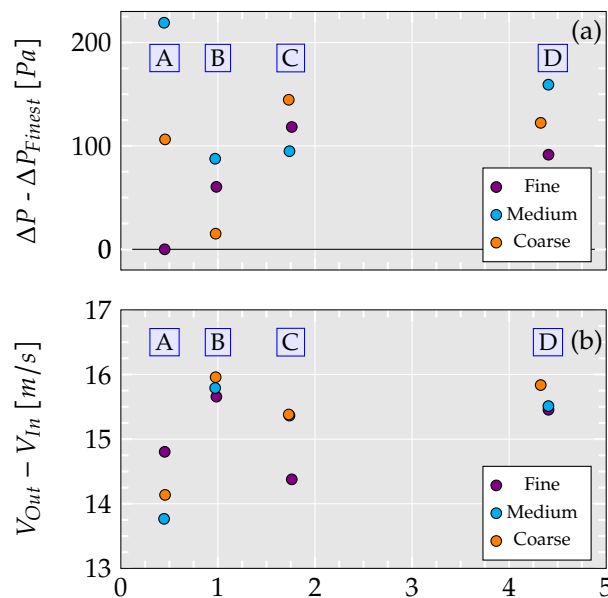 ΔP - ΔP_Finest [Pa]
200
100
0
(a)
A B C D
Fine
Medium
Coarse
V_Out − V_In [m/s]
17
16
15
14
13
(b)
A B C D
Fine
Medium
Coarse
0 1 2 3 4 5